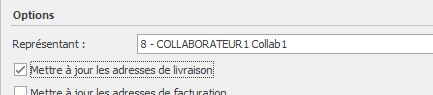 Options
Représentant : 8 - COLLABORATEUR1 Collab1
Mettre à jour les adresses de livraison
Mettre à jour les adresses de facturation